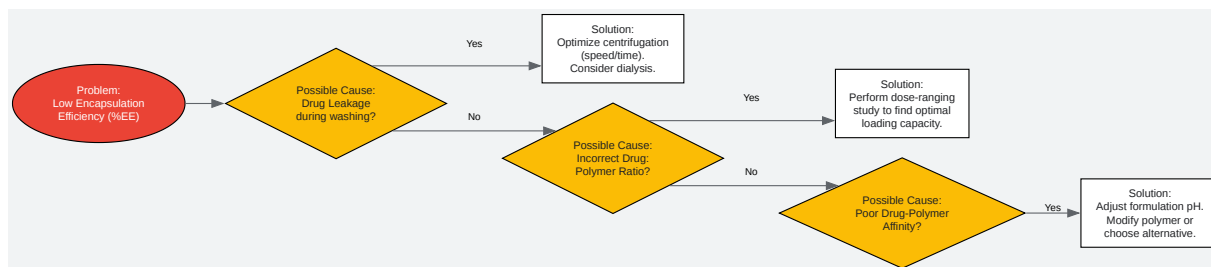 Problem:
Low Encapsulation
Efficiency (%EE)
Possible Cause:
Drug Leakage
during washing?
Yes
Solution:
Optimize centrifugation
(speed/time).
Consider dialysis.
No
Possible Cause:
Incorrect Drug:
Polymer Ratio?
Yes
Solution:
Perform dose-ranging
study to find optimal
loading capacity.
No
Possible Cause:
Poor Drug-Polymer
Affinity?
Yes
Solution:
Adjust formulation pH.
Modify polymer or
choose alternative.